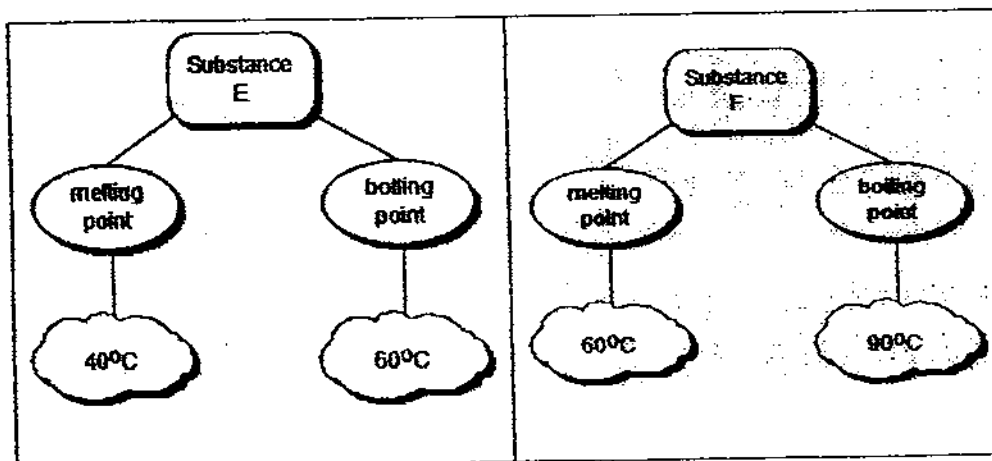 Substance
E
melting
point
boiling
point
40°C
60°C
Substance
F
melting
point
boiling
point
60°C
90°C